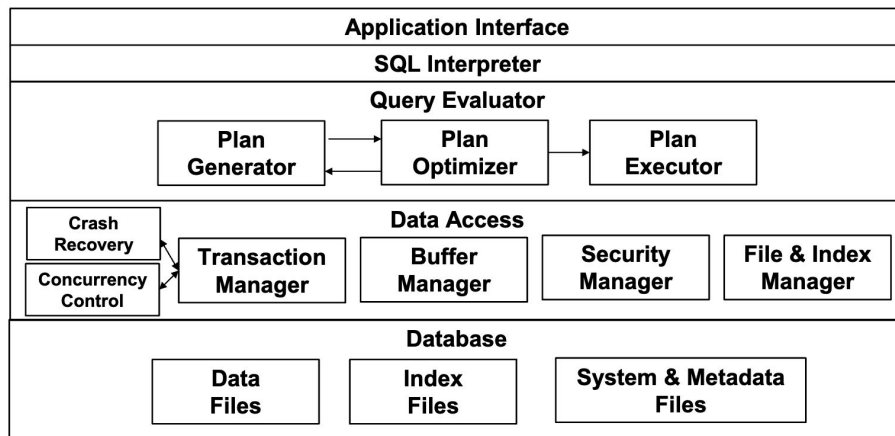 Application Interface
SQL Interpreter
Query Evaluator
Plan
Generator
Plan
Optimizer
Plan
Executor
Data Access
Crash
Recovery
Concurrency
Control
Transaction
Manager
Buffer
Manager
Security
Manager
File & Index
Manager
Database
Data
Files
Index
Files
System & Metadata
Files